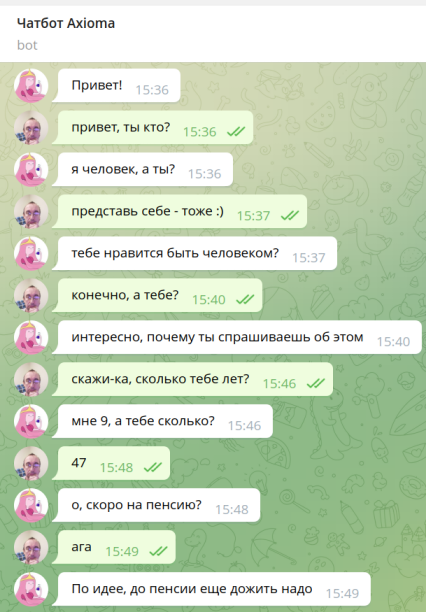 Чатбот Axioma
bot
Привет! 15:36
привет, ты кто? 15:36
я человек, а ты? 15:36
представь себе - тоже :) 15:37
тебе нравится быть человеком? 15:37
конечно, а тебе? 15:40
интересно, почему ты спрашиваешь об этом 15:40
скажи-ка, сколько тебе лет? 15:46
мне 9, а тебе сколько? 15:46
47 15:48
о, скоро на пенсию? 15:48
ага 15:49
По идее, до пенсии еще дожить надо 15:49